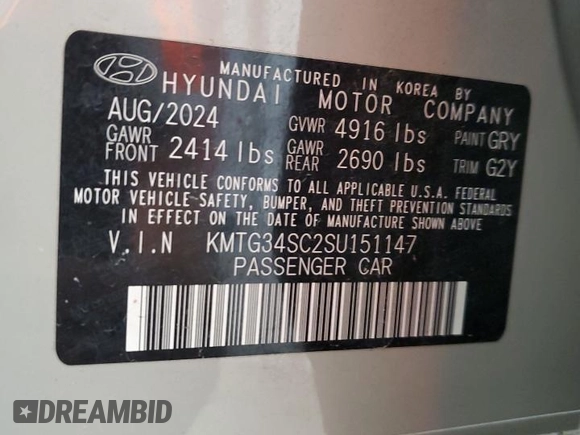 MANUFACTURED IN KOREA BY
HYUNDAI MOTOR COMPANY
AUG/2024 GVWR 4916 lbs PAINT GRY
GAWR FRONT 2414 lbs GAWR REAR 2690 lbs TRIM G2Y
THIS VEHICLE CONFORMS TO ALL APPLICABLE U.S.A. FEDERAL
MOTOR VEHICLE SAFETY, BUMPER, AND THEFT PREVENTION STANDARDS
IN EFFECT ON THE DATE OF MANUFACTURE SHOWN ABOVE.
V.I.N KMTG34SC2SU151147
PASSENGER CAR
DREAMBID